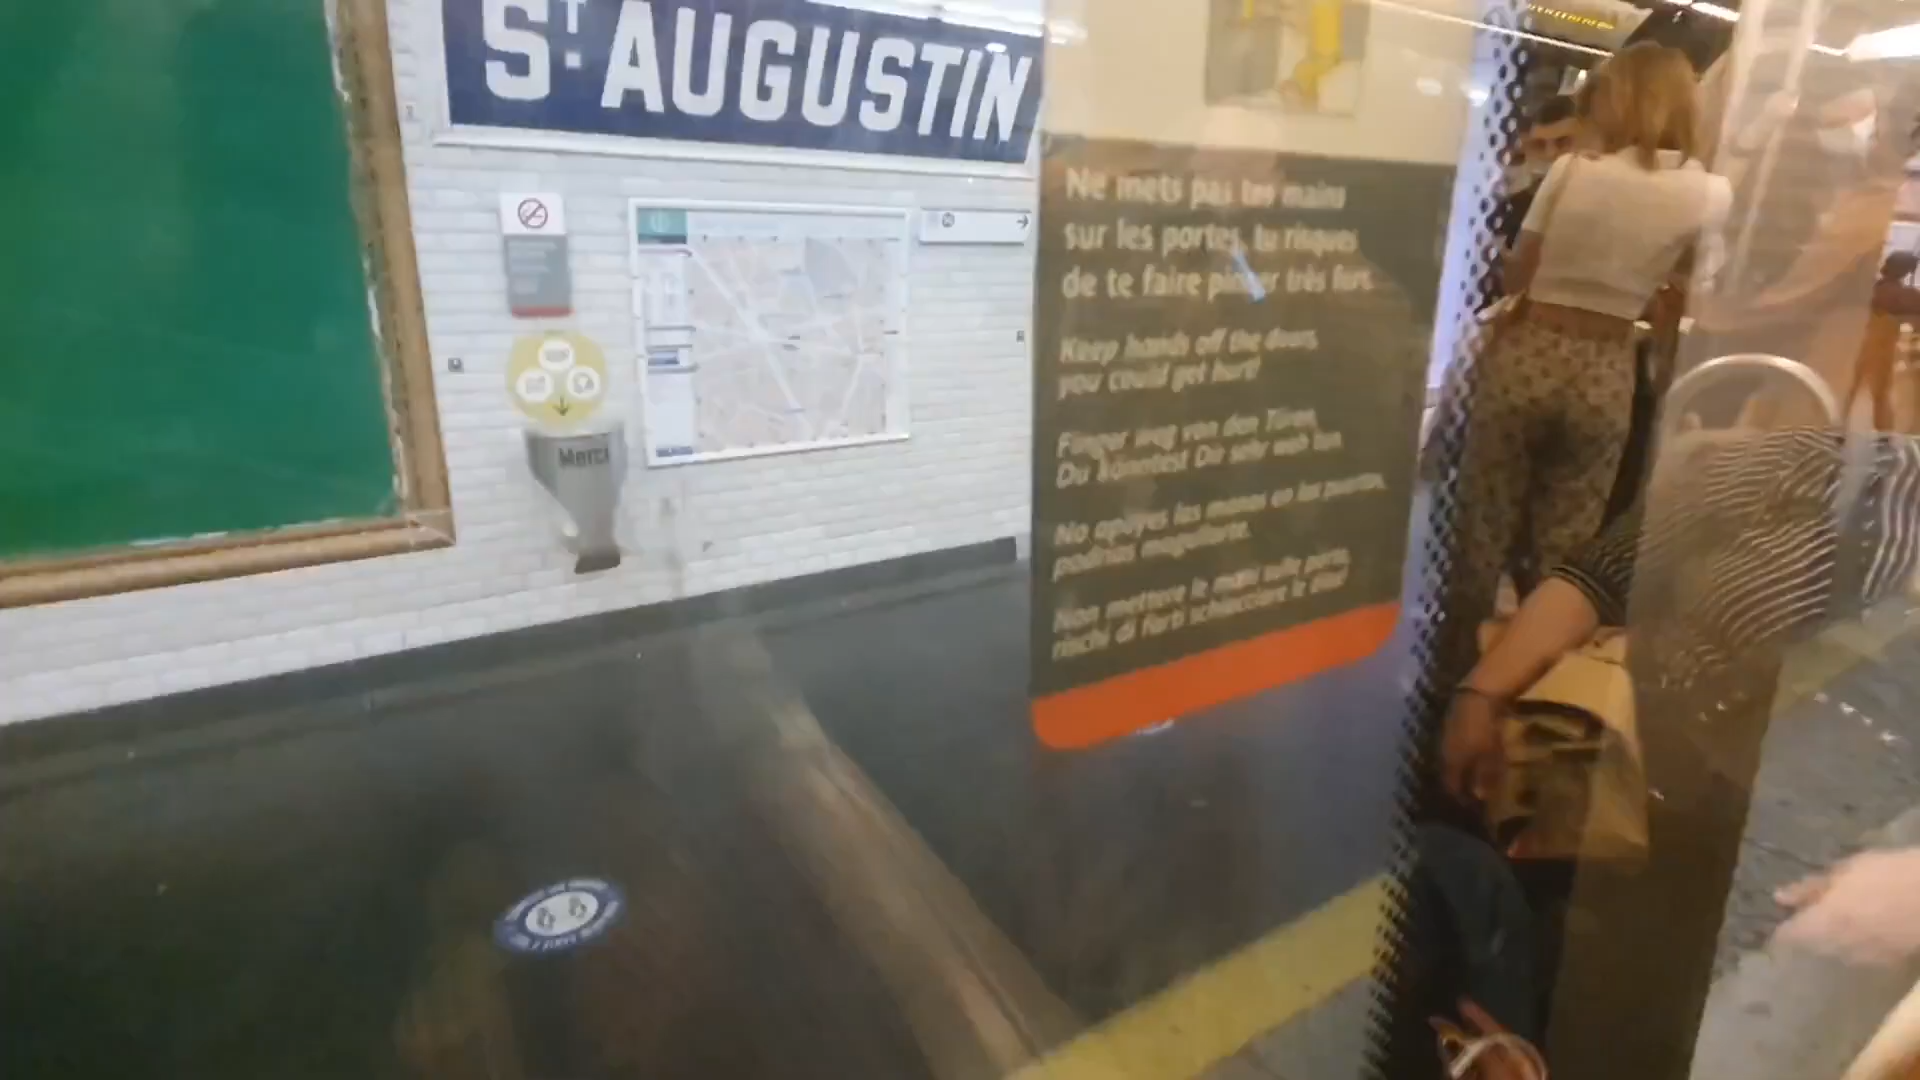 ST AUGUSTIN
Merci
Ne mets pas tes mains
sur les portes, tu risques
de te faire pincer très fort.
Keep hands off the doors,
you could get hurt!
Finger weg von den Türen,
Du könntest Dir sehr weh tun.
No apoyes las manos en las puertas,
podrías magullarte.
Non mettere le mani sulle porte,
rischi di farti schiacciare le dita!